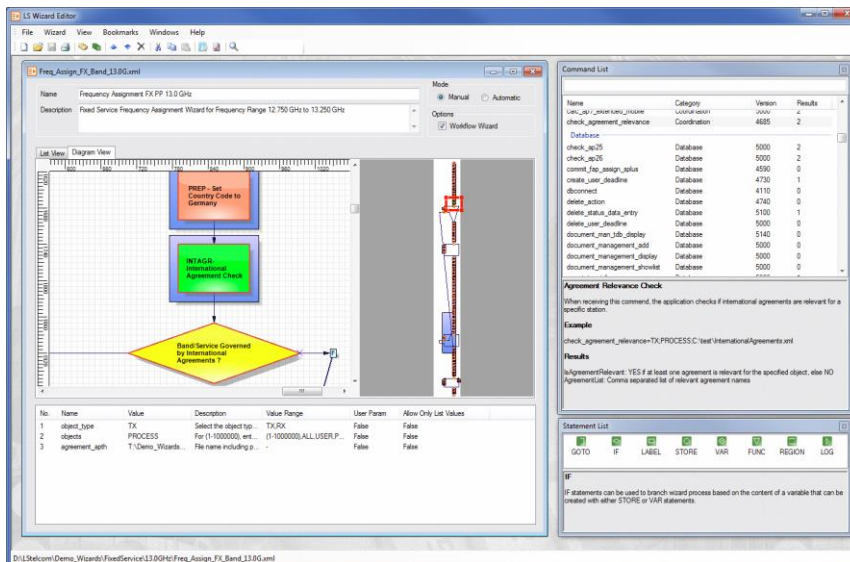 LS Wizard Editor
File Wizard View Bookmarks Windows Help
Freq_Assign_FX_Band_13.0G.xml
Name Frequency Assignment FX PP 13.0 GHz
Description Fixed Service Frequency Assignment Wizard for Frequency Range 12.750 GHz to 13.250 GHz
Mode
Manual Automatic
Options
Workflow Wizard
List View Diagram View
PREP - Set
Country Code to
Germany
INTAGR-
International
Agreement Check
Band/Service Governed
by International
Agreements ?
F
No. Name Value Description Value Range User Param Allow Only List Values
1 object_type TX Select the object typ... TX,RX False False
2 objects PROCESS For (1-1000000), ent... (1-1000000),ALL,USER,P... False False
3 agreement_apth T:\Demo_Wizards... File name including p... - False False
Command List
Name Category Version Results
calc_ap7_extended_mobile Coordination 5000 2
check_agreement_relevance Coordination 4685 2
Database
check_ap25 Database 5000 2
check_ap26 Database 5000 2
commit_fap_assign_splus Database 4590 0
create_user_deadline Database 4730 1
dbconnect Database 4110 0
delete_action Database 4740 0
delete_status_data_entry Database 5100 1
delete_user_deadline Database 5000 0
document_man_tdb_display Database 5140 0
document_management_add Database 5000 0
document_management_display Database 5000 0
document_management_showlist Database 5000 0
Agreement Relevance Check
When receiving this command, the application checks if international agreements are relevant for a
specific station.
Example
check_agreement_relevance=TX,PROCESS,C:\test\InternationalAgreements.xml
Results
IsAgreementRelevant: YES if at least one agreement is relevant for the specified object, else NO
AgreementList: Comma separated list of relevant agreement names
Statement List
GOTO IF LABEL STORE VAR FUNC REGION LOG
IF
IF statements can be used to branch wizard process based on the content of a variable that can be
created with either STORE or VAR statements.
D:\LStelcom\Demo_Wizards\FixedService\13.0GHz\Freq_Assign_FX_Band_13.0G.xml